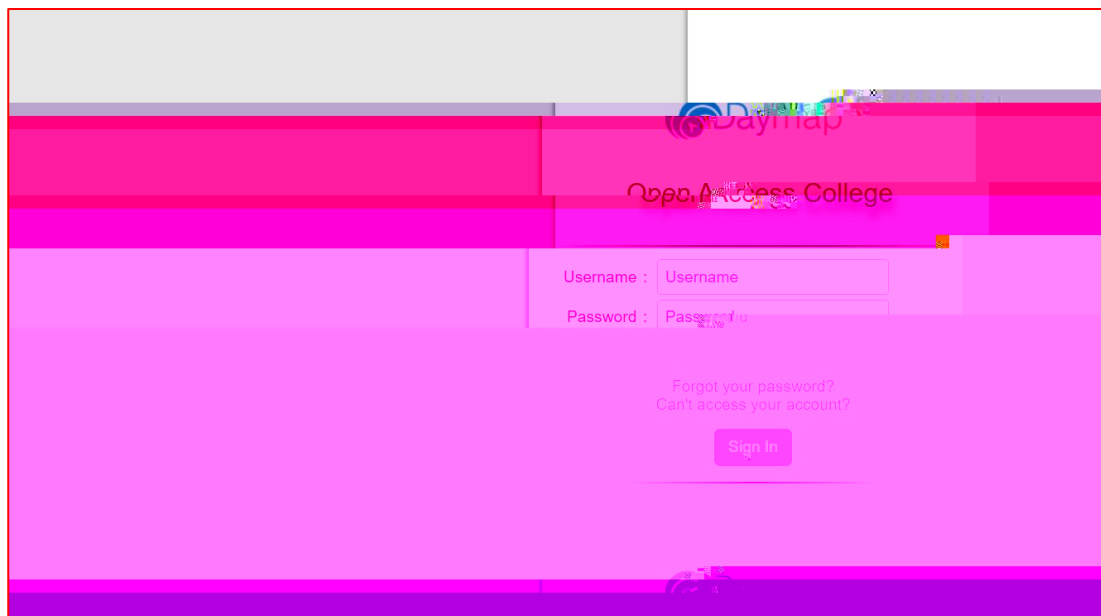 Daymap
Open Access College
Username : Username
Password :
Forgot your password?
Can't access your account?
Sign In